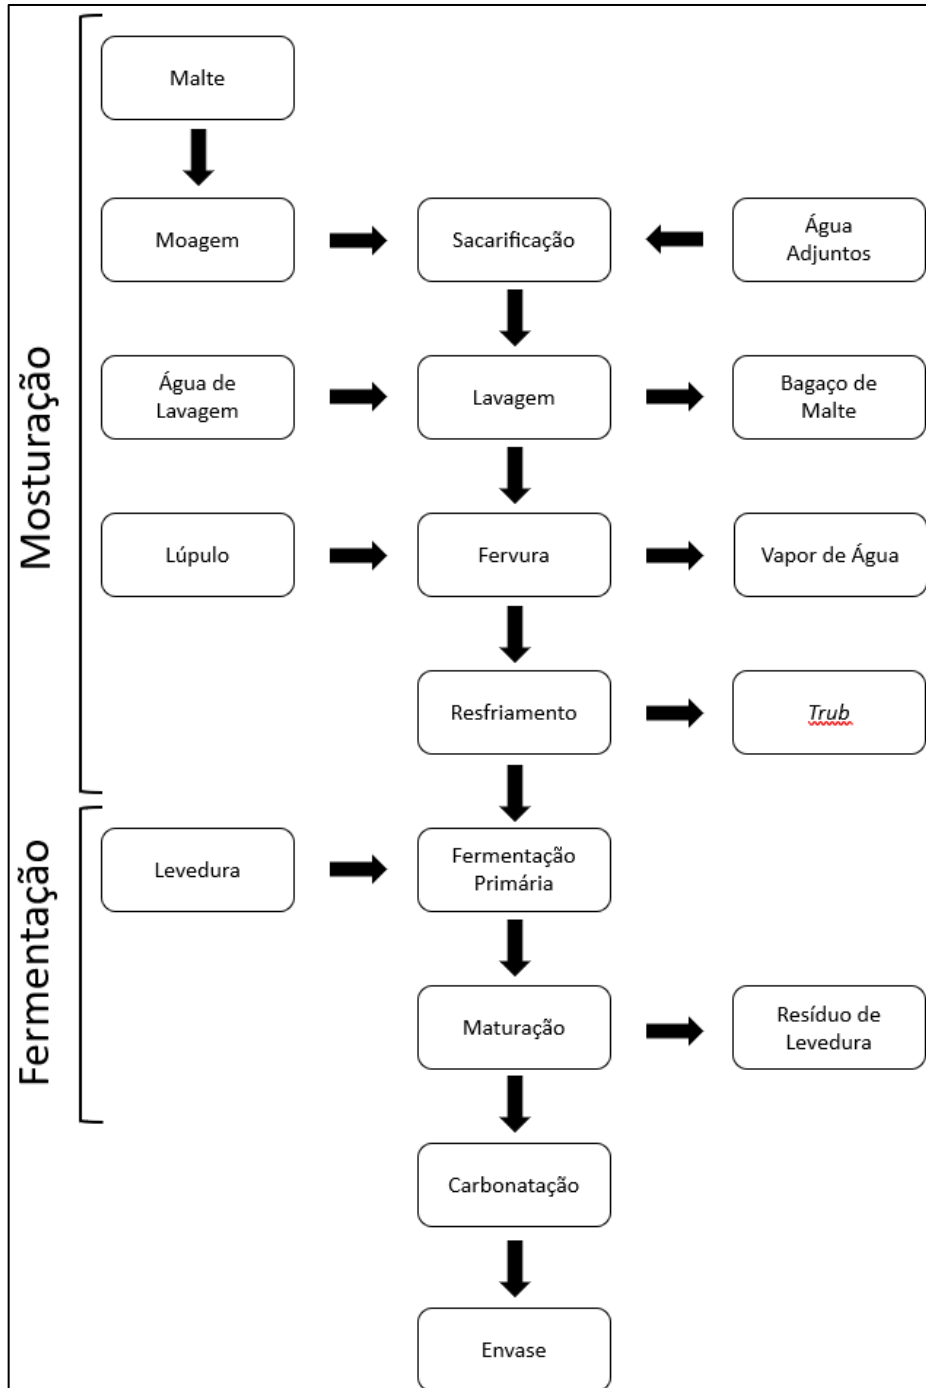 Mosturação
Malte
Moagem
Sacarificação
Água
Adjuntos
Água de
Lavagem
Lavagem
Bagaço de
Malte
Lúpulo
Fervura
Vapor de Água
Resfriamento
Trub
Fermentação
Levedura
Fermentação
Primária
Maturação
Resíduo de
Levedura
Carbonatação
Envase